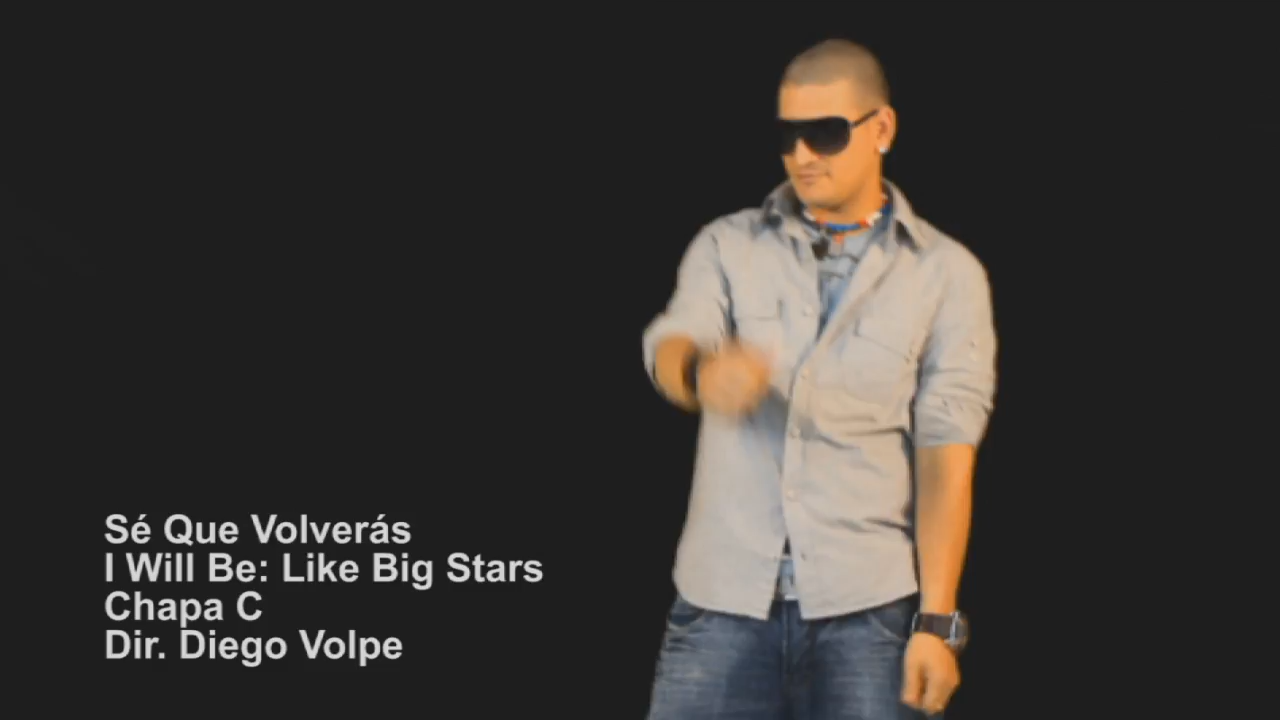 Sé Que Volverás
I Will Be: Like Big Stars
Chapa C
Dir. Diego Volpe